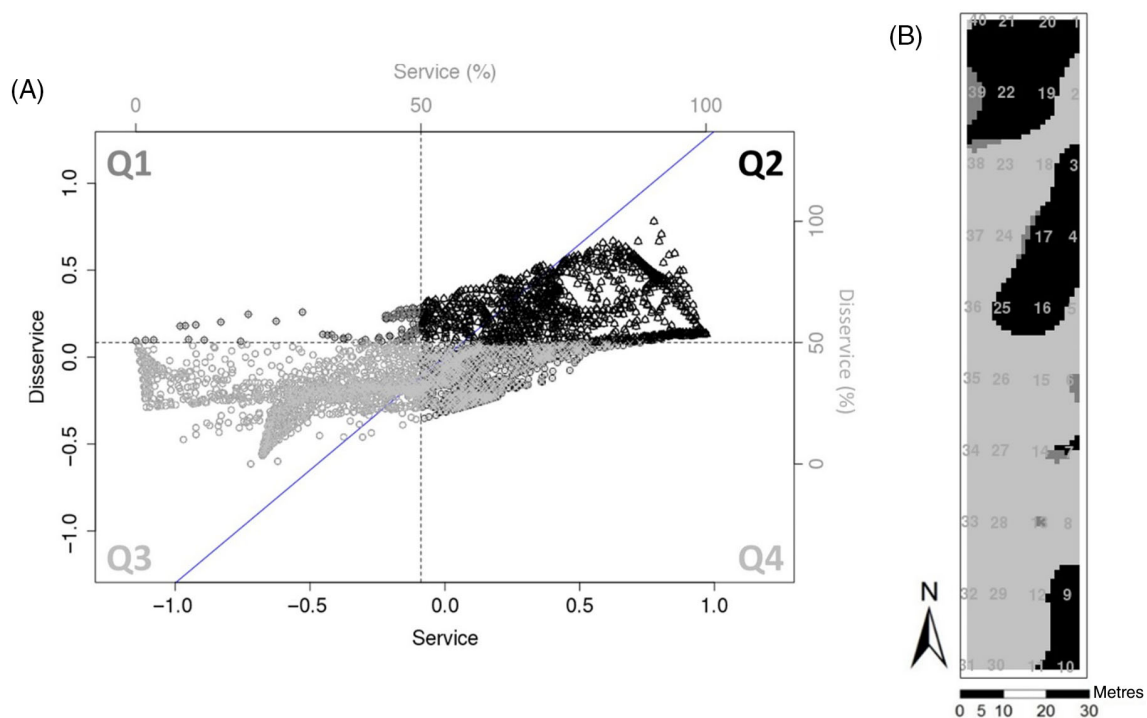 (A)
Service (%)
0 50 100
Q1 Q2
1.0
0.5
0.0
−0.5
−1.0
Disservice
100
50
0
Disservice (%)
Q3 Q4
−1.0 −0.5 0.0 0.5 1.0
Service
(B)
40 21 20 1
39 22 19 2
38 23 18 3
37 24 17 4
36 25 16 5
35 26 15 6
34 27 14 7
33 28 8
32 29 12 9
31 30 11 10
N
Metres
0 5 10 20 30